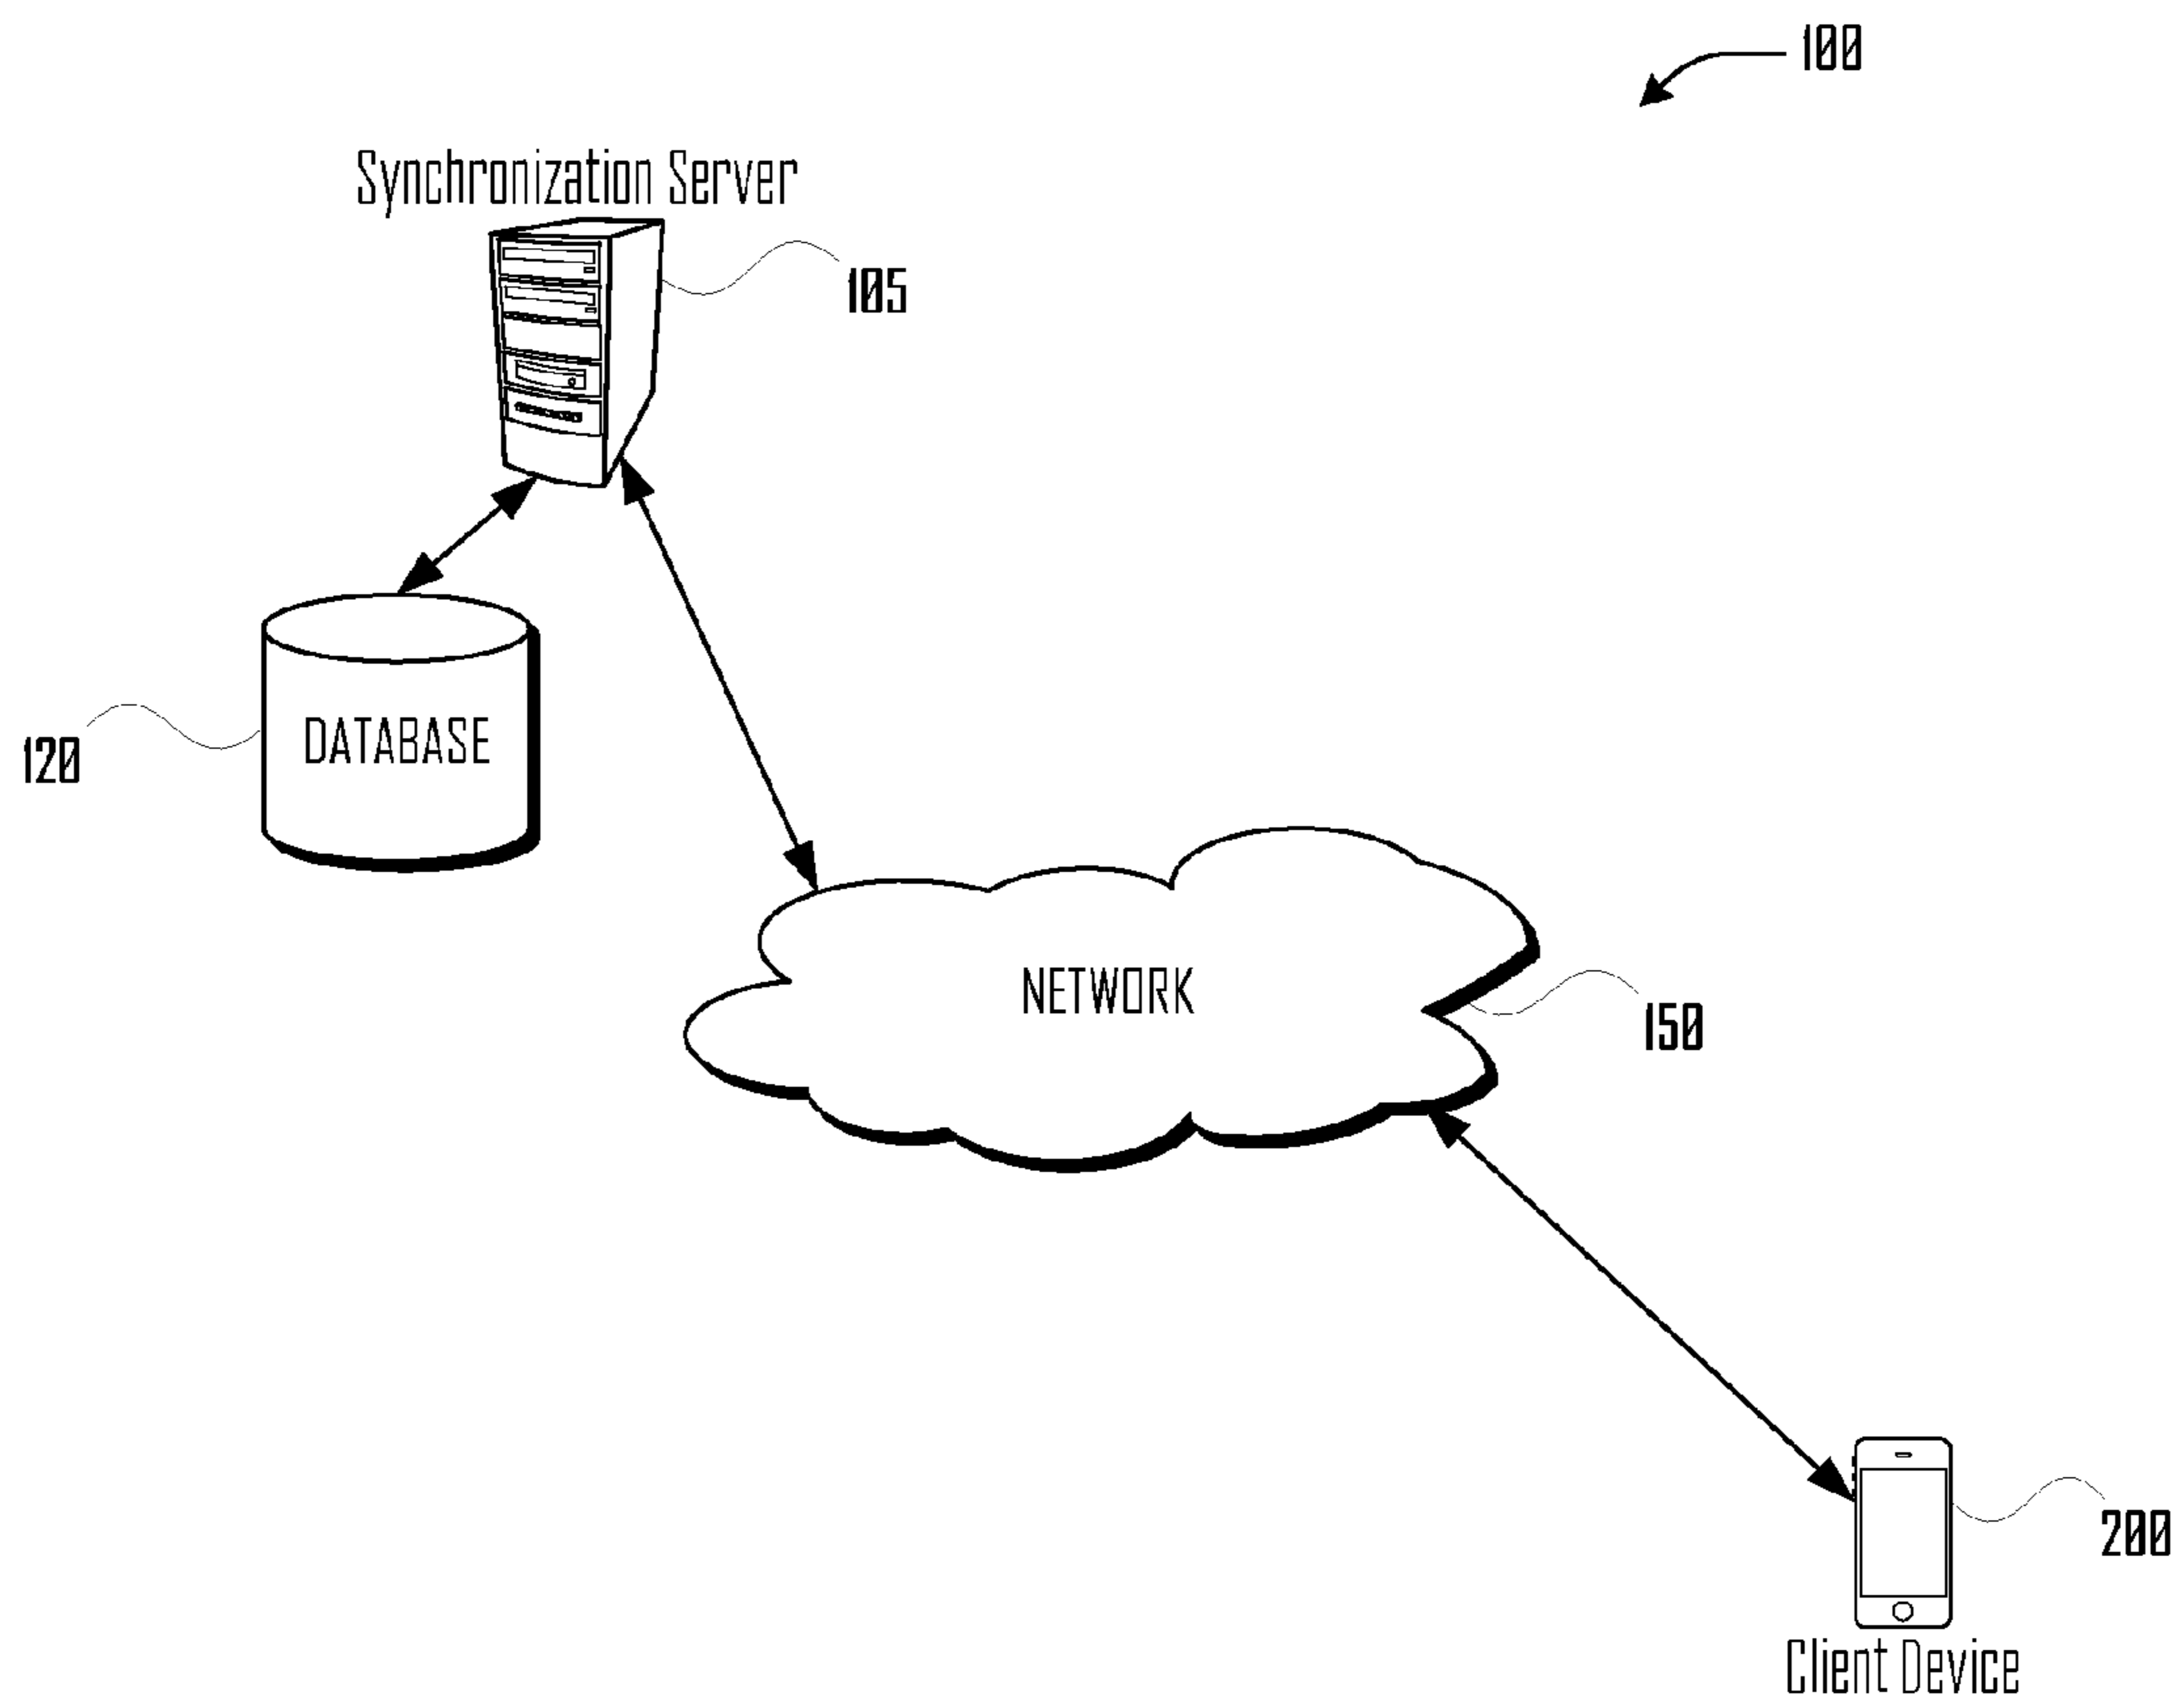 100
Synchronization Server
105
DATABASE
120
NETWORK
150
200
Client Device